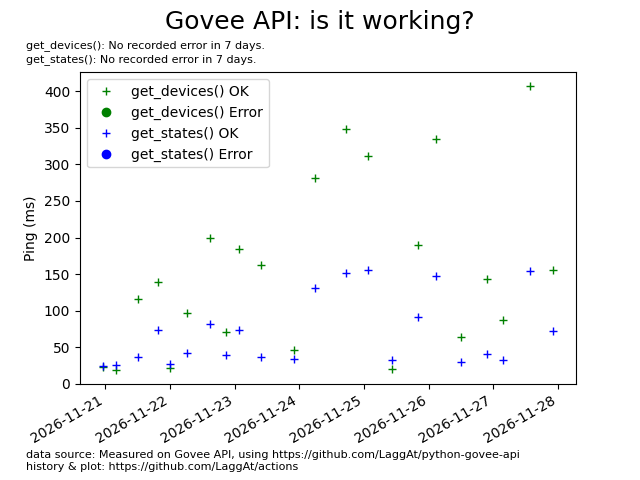 Govee API: is it working?
get_devices(): No recorded error in 7 days.
get_states(): No recorded error in 7 days.
get_devices() OK
get_devices() Error
get_states() OK
get_states() Error
Ping (ms)
400
350
300
250
200
150
100
50
0
2026-11-21
2026-11-22
2026-11-23
2026-11-24
2026-11-25
2026-11-26
2026-11-27
2026-11-28
data source: Measured on Govee API, using https://github.com/LaggAt/python-govee-api
history & plot: https://github.com/LaggAt/actions